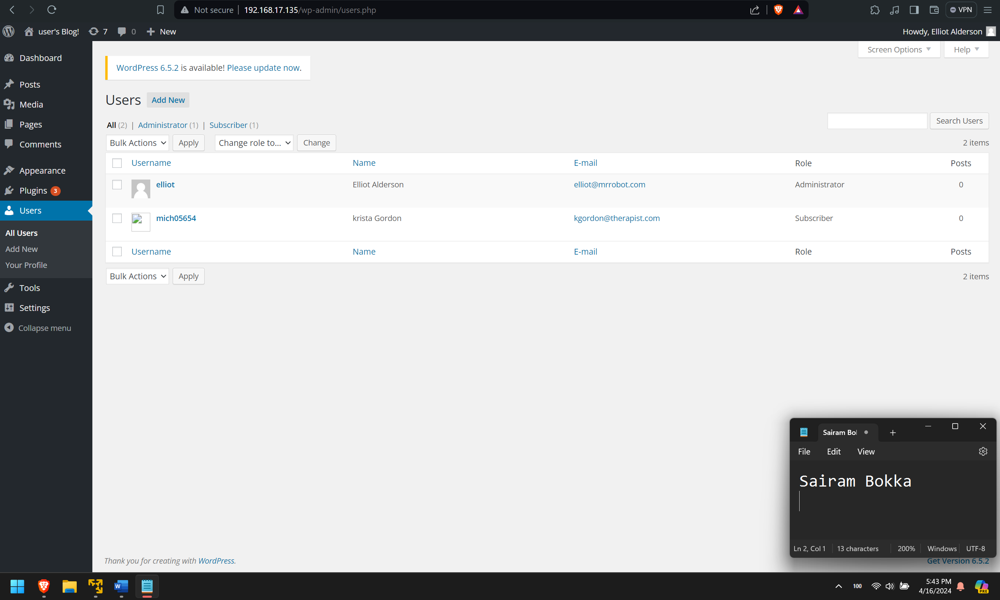 Not secure 192.168.17.135/wp-admin/users.php VPN
user's Blog! 7 0 New Howdy, Elliot Alderson
Screen Options Help
Dashboard
Posts
Media
Pages
Comments
Appearance
Plugins 3
Users
All Users
Add New
Your Profile
Tools
Settings
Collapse menu
WordPress 6.5.2 is available! Please update now.
Users Add New
All (2) | Administrator (1) | Subscriber (1)
Search Users
Bulk Actions Apply Change role to... Change 2 items
Username Name E-mail Role Posts
elliot Elliot Alderson elliot@mrrobot.com Administrator 0
mich05654 krista Gordon kgordon@therapist.com Subscriber 0
Username Name E-mail Role Posts
Bulk Actions Apply 2 items
Sairam Bo
File Edit View
Sairam Bokka
Ln 2, Col 1 13 characters 200% Windows UTF-8
Thank you for creating with WordPress. Get Version 6.5.2
W 100 5:43 PM
4/16/2024 PRE